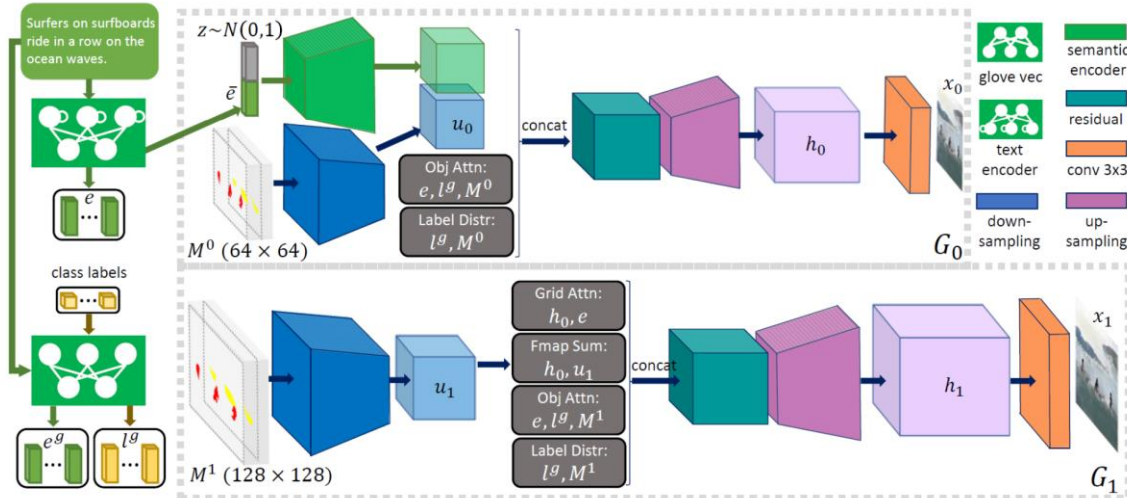 Surfers on surfboards
ride in a row on the
ocean waves.
e
...
class labels
...
e^g
...
l^g
...
z~N(0,1)
ē
M^0 (64 × 64)
u_0
Obj Attn:
e, l^g, M^0
Label Distr:
l^g, M^0
concat
h_0
x_0
G_0
glove vec
text
encoder
down-
sampling
semantic
encoder
residual
conv 3x3
up-
sampling
M^1 (128 × 128)
u_1
Grid Attn:
h_0, e
Fmap Sum:
h_0, u_1
Obj Attn:
e, l^g, M^1
Label Distr:
l^g, M^1
concat
h_1
x_1
G_1